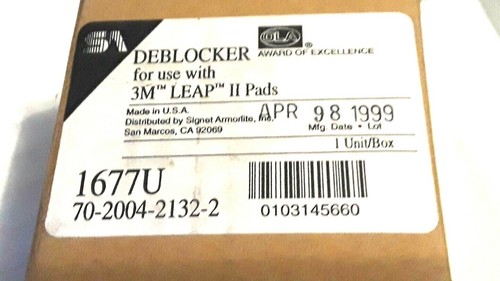 SA
DEBLOCKER
OLA ®
AWARD OF EXCELLENCE
for use with
3M™ LEAP™ II Pads
Made in U.S.A.
Distributed by Signet Armorlite, Inc.
San Marcos, CA 92069
APR 98 1999
Mfg. Date • Lot
1 Unit/Box
1677U
70-2004-2132-2
0103145660